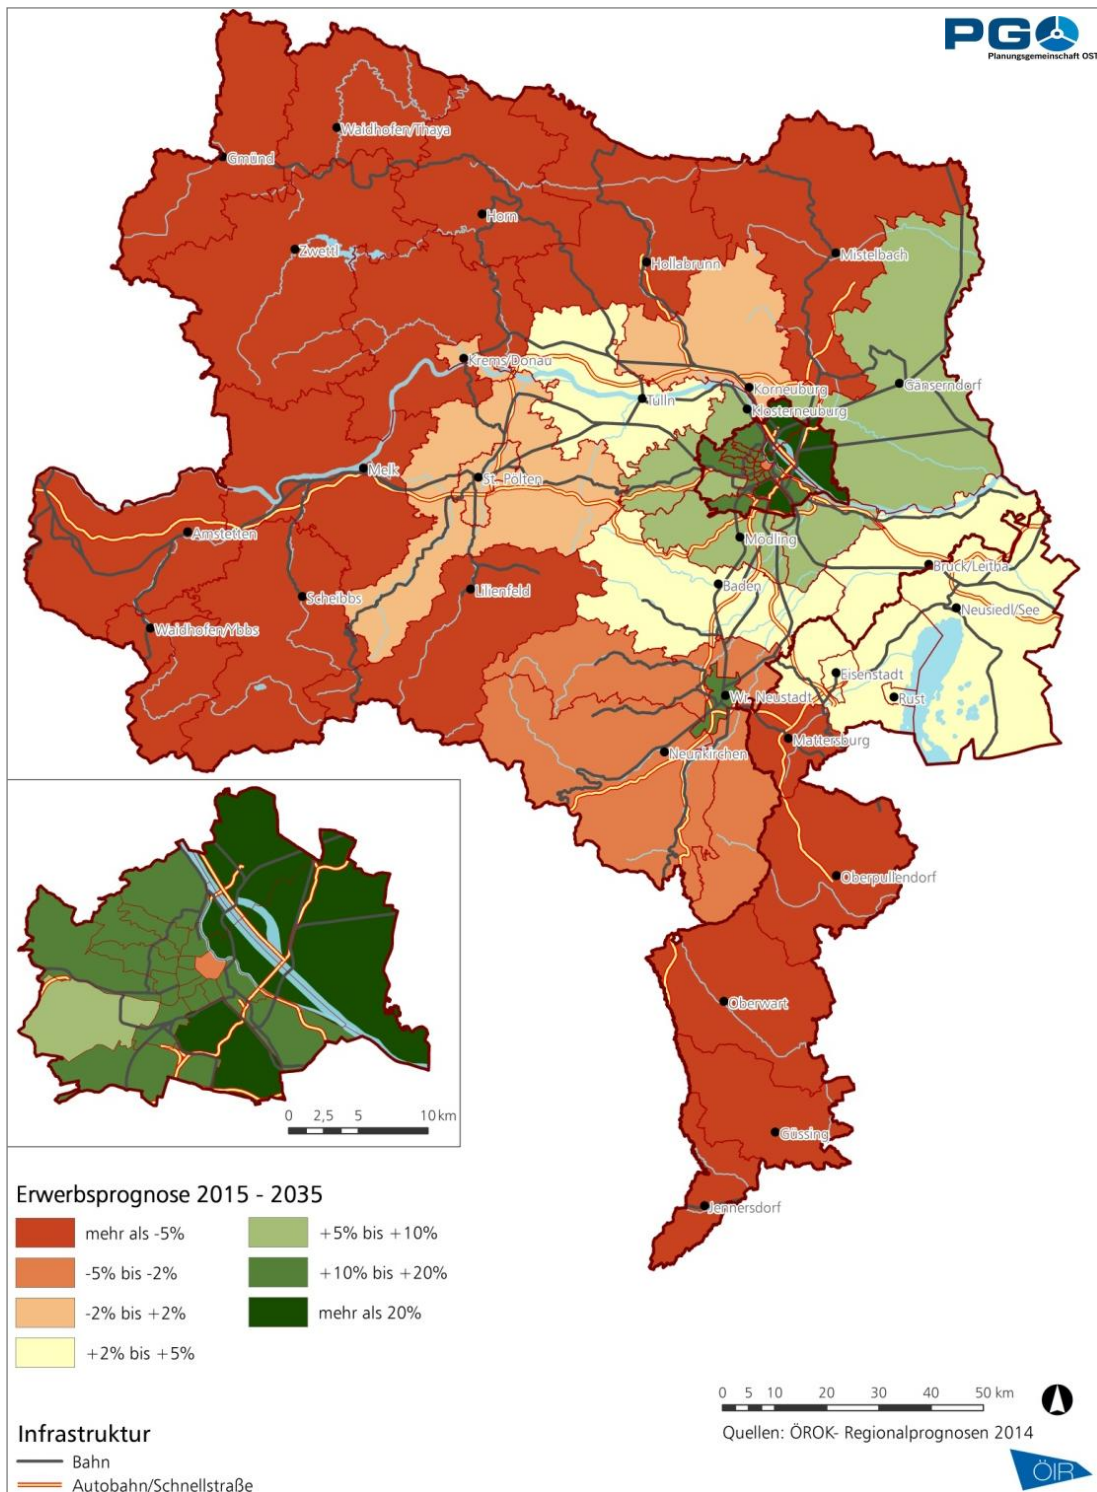 PGO
Planungsgemeinschaft OST
Waidhofen/Thaya
Gmünd
Horn
Zwettl
Hollabrunn
Mistelbach
Krems/Donau
Korneuburg
Gänserndorf
Tulln
Klosterneuburg
Melk
St. Pölten
Amstetten
Mödling
Bruck/Leitha
Baden
Lilienfeld
Scheibbs
Neusiedl/See
Waidhofen/Ybbs
Eisenstadt
Wr. Neustadt
Rust
Mattersburg
Neunkirchen
Oberpullendorf
Oberwart
Güssing
Jennersdorf
0 2,5 5 10 km
Erwerbsprognose 2015 - 2035
mehr als -5%
-5% bis -2%
-2% bis +2%
+2% bis +5%
+5% bis +10%
+10% bis +20%
mehr als 20%
0 5 10 20 30 40 50 km
Quellen: ÖROK- Regionalprognosen 2014
Infrastruktur
Bahn
Autobahn/Schnellstraße
ÖIR